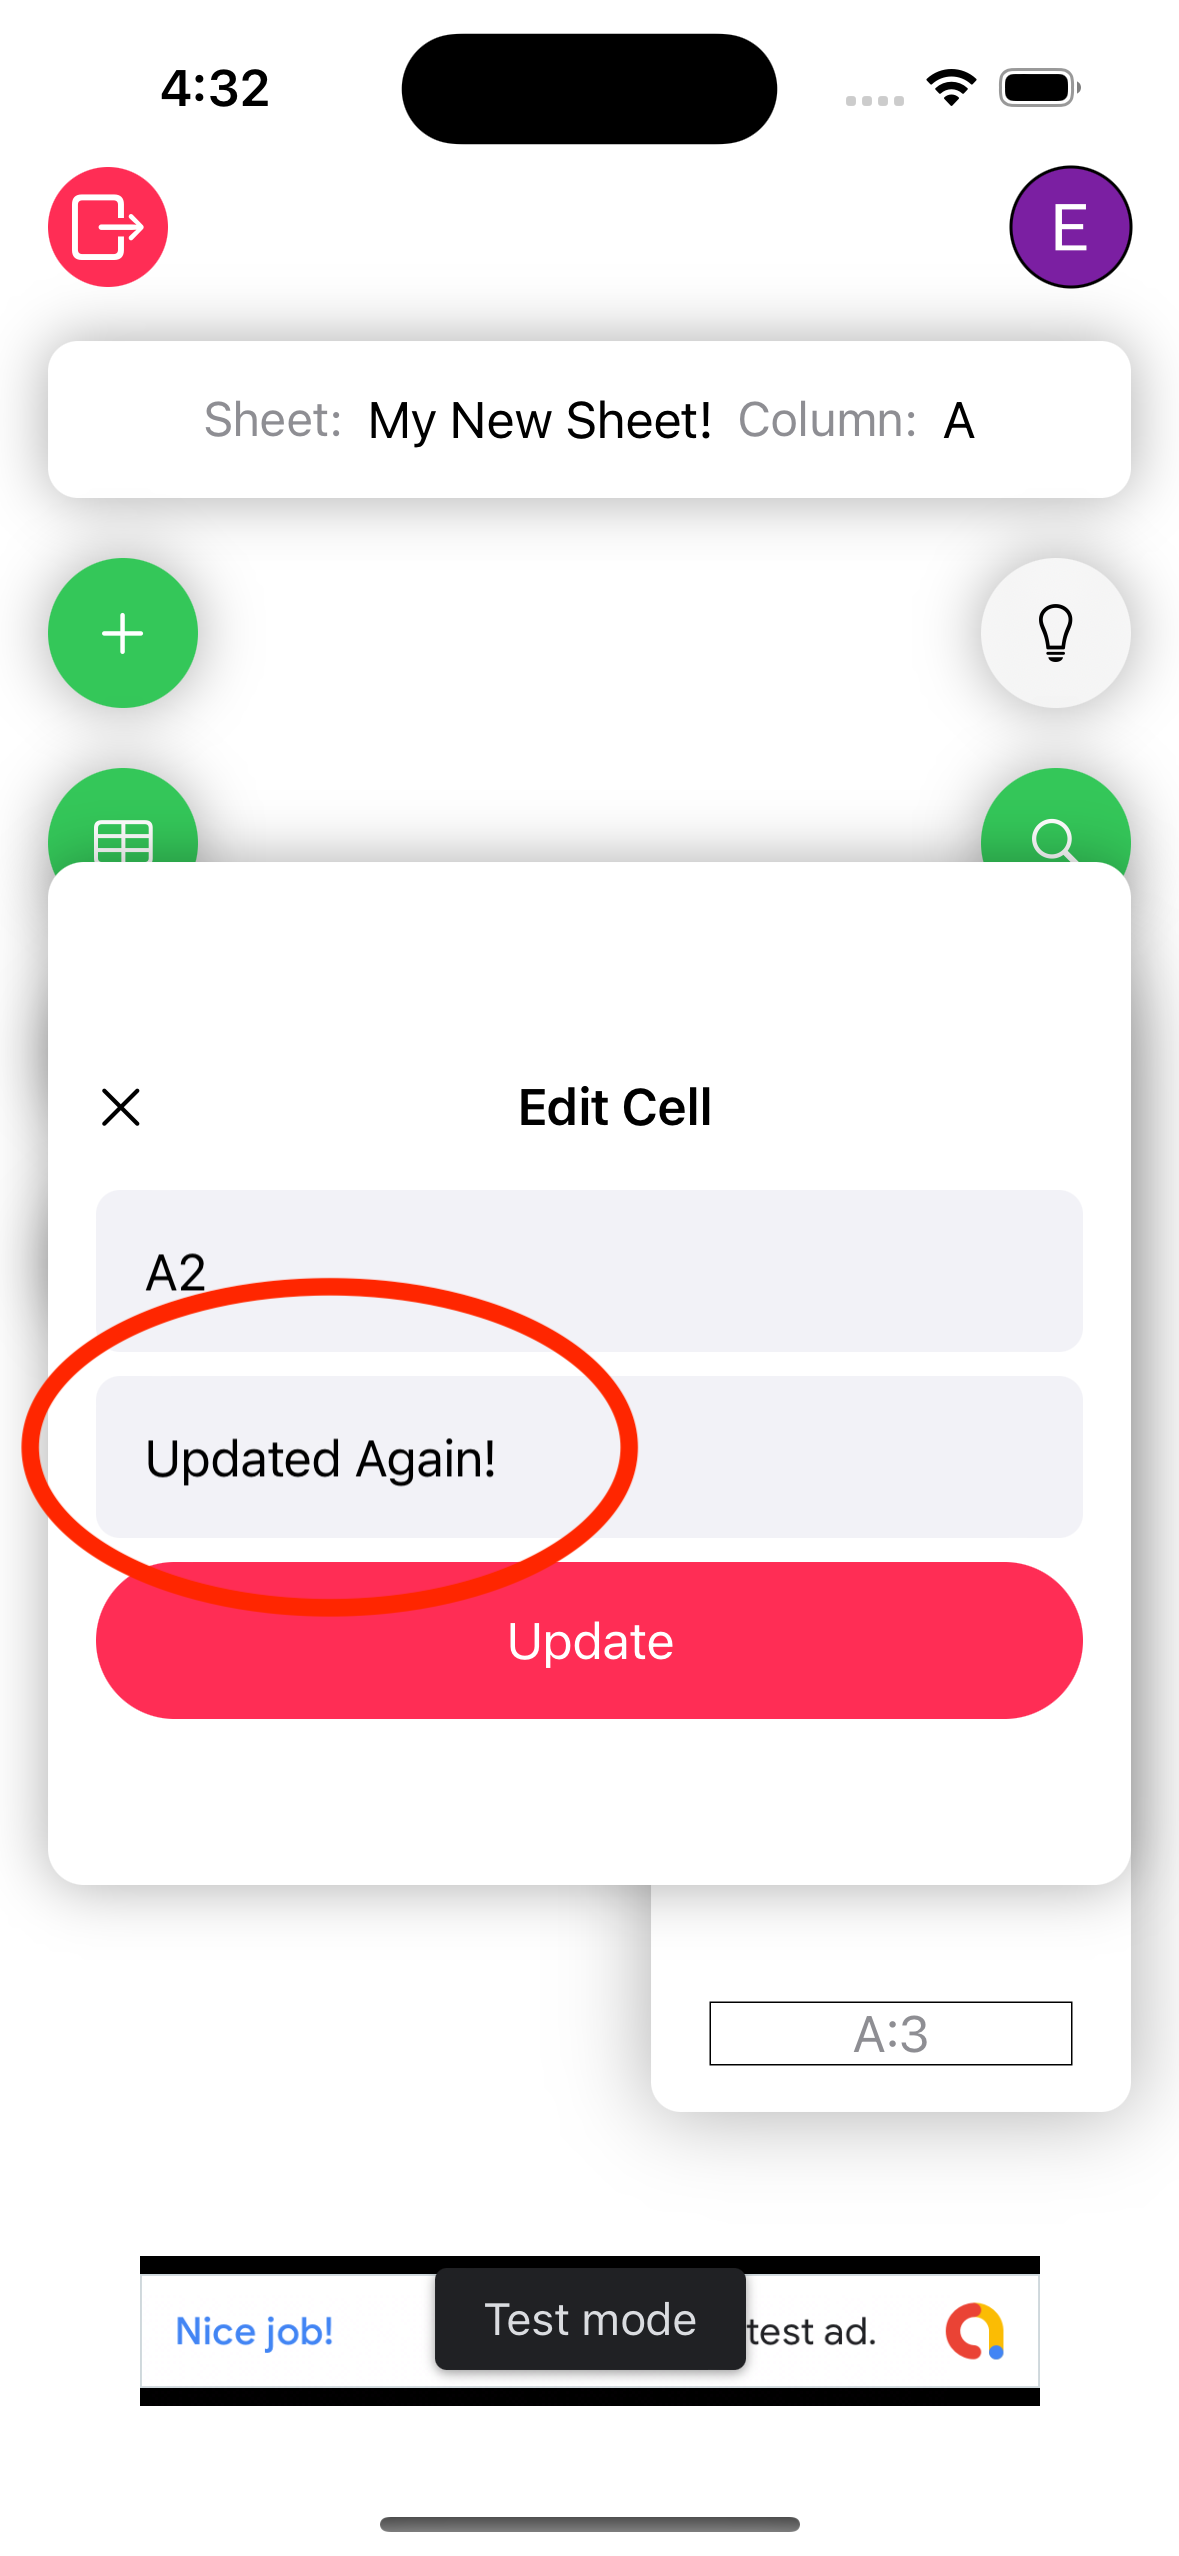 4:32
E
Sheet: My New Sheet! Column: A
Edit Cell
A2
Updated Again!
Update
A:3
Nice job! Test mode test ad.